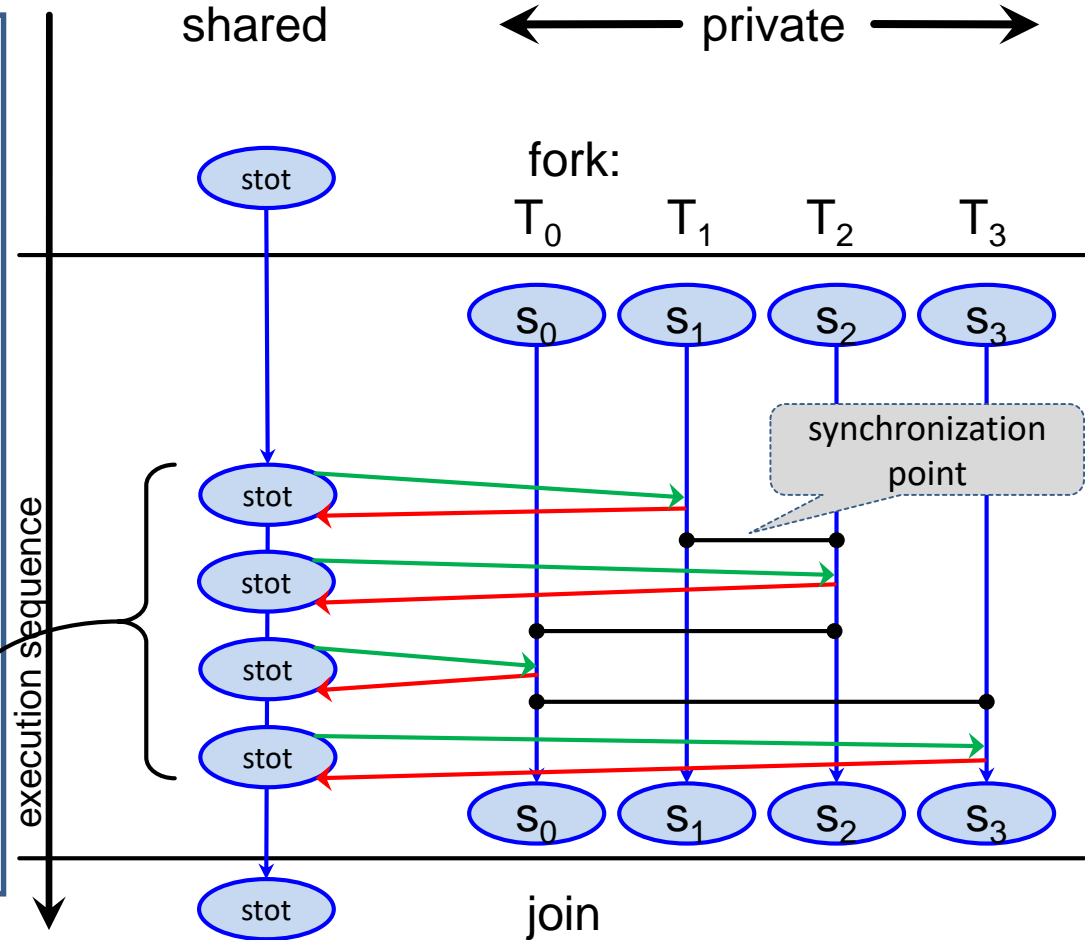 shared
private
stot
fork:
T₀ T₁ T₂ T₃
s₀ s₁ s₂ s₃
synchronization
point
stot
stot
stot
stot
execution sequence
s₀ s₁ s₂ s₃
stot
join